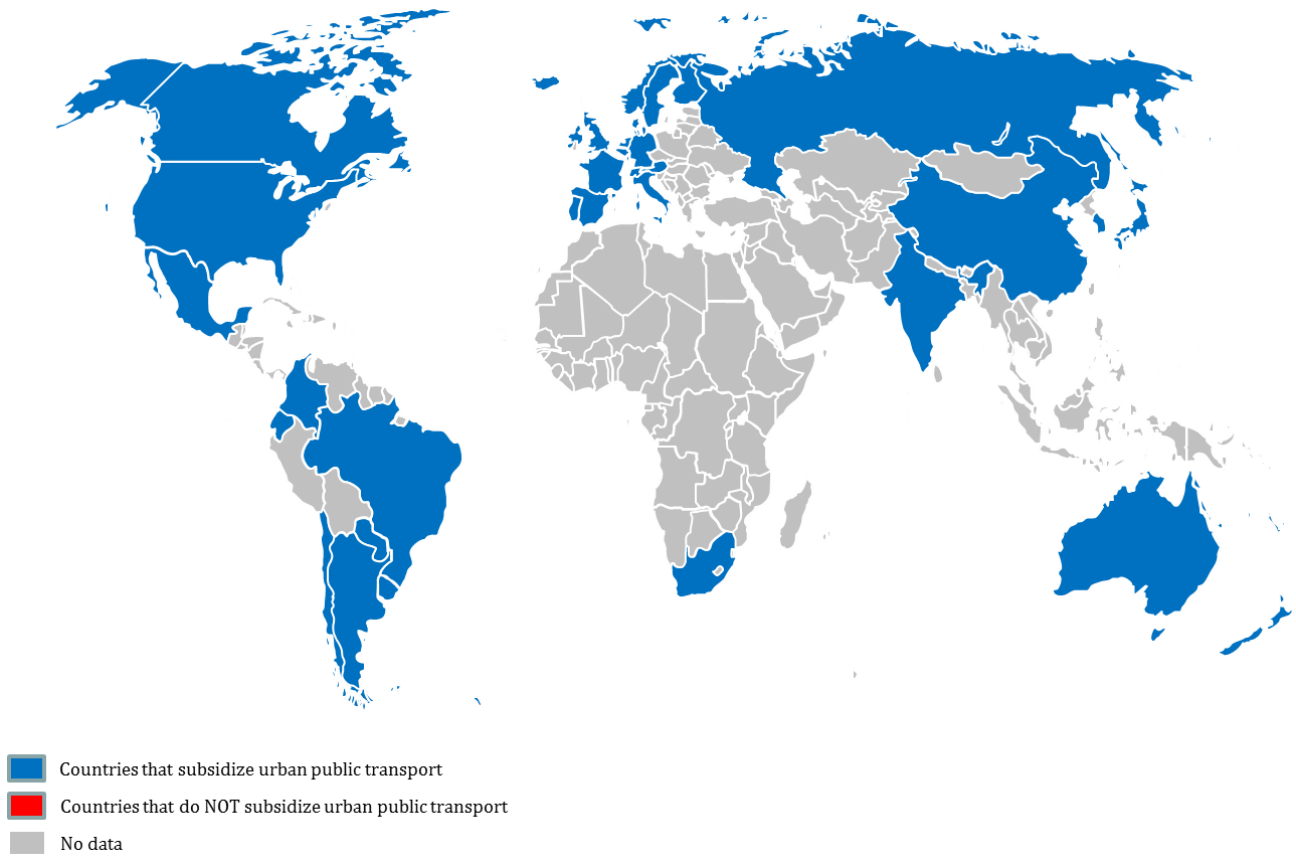 Countries that subsidize urban public transport
Countries that do NOT subsidize urban public transport
No data